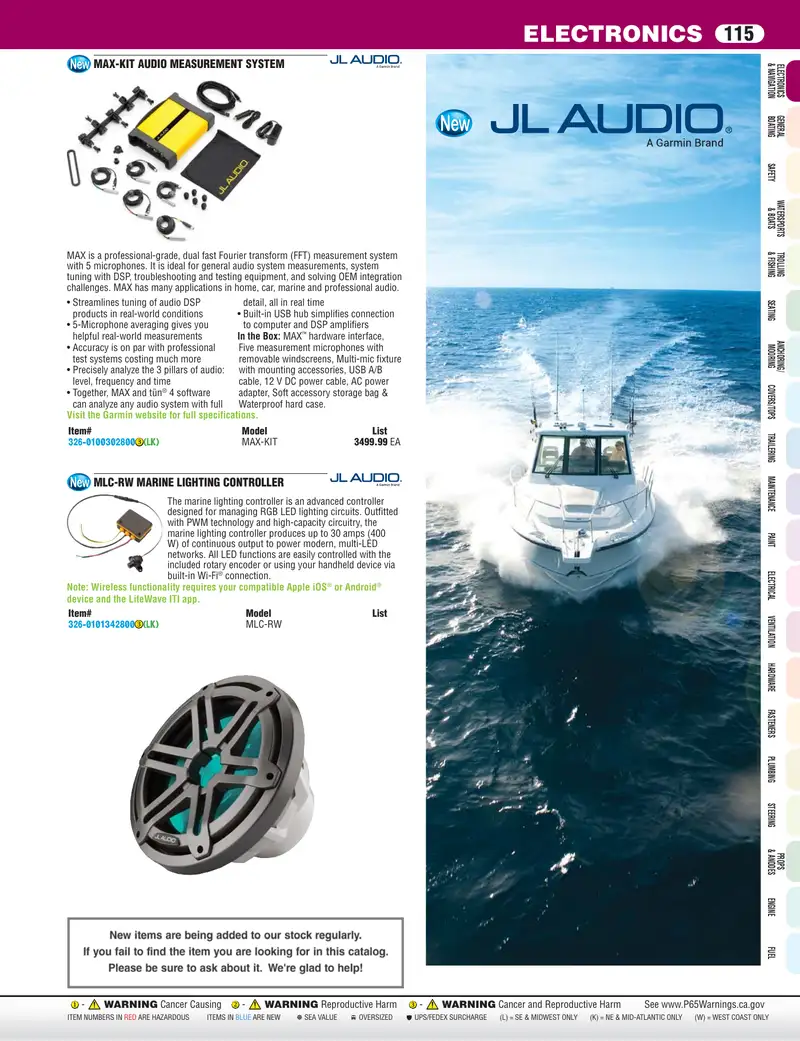 ELECTRONICS 115
New MAX-KIT AUDIO MEASUREMENT SYSTEM
JL AUDIO®
A Garmin Brand
JL AUDIO
MAX is a professional-grade, dual fast Fourier transform (FFT) measurement system
with 5 microphones. It is ideal for general audio system measurements, system
tuning with DSP, troubleshooting and testing equipment, and solving OEM integration
challenges. MAX has many applications in home, car, marine and professional audio.
• Streamlines tuning of audio DSP
products in real-world conditions
• 5-Microphone averaging gives you
helpful real-world measurements
• Accuracy is on par with professional
test systems costing much more
• Precisely analyze the 3 pillars of audio:
level, frequency and time
• Together, MAX and tün® 4 software
can analyze any audio system with full
detail, all in real time
• Built-in USB hub simplifies connection
to computer and DSP amplifiers
In the Box: MAX™ hardware interface,
Five measurement microphones with
removable windscreens, Multi-mic fixture
with mounting accessories, USB A/B
cable, 12 V DC power cable, AC power
adapter, Soft accessory storage bag &
Waterproof hard case.
Visit the Garmin website for full specifications.
Item# Model List
326-0100302800 3 (LK) MAX-KIT 3499.99 EA
New MLC-RW MARINE LIGHTING CONTROLLER
JL AUDIO®
A Garmin Brand
The marine lighting controller is an advanced controller
designed for managing RGB LED lighting circuits. Outfitted
with PWM technology and high-capacity circuitry, the
marine lighting controller produces up to 30 amps (400
W) of continuous output to power modern, multi-LED
networks. All LED functions are easily controlled with the
included rotary encoder or using your handheld device via
built-in Wi-Fi® connection.
Note: Wireless functionality requires your compatible Apple iOS® or Android®
device and the LiteWave ITI app.
Item# Model List
326-0101342800 3 (LK) MLC-RW
JL AUDIO
New items are being added to our stock regularly.
If you fail to find the item you are looking for in this catalog.
Please be sure to ask about it. We're glad to help!
New JL AUDIO®
A Garmin Brand
ELECTRONICS
& NAVIGATION
GENERAL
BOATING
SAFETY
WATERSPORTS
& BOATS
TROLLING
& FISHING
SEATING
ANCHORING/
MOORING
COVERS/TOPS
TRAILERING
MAINTENANCE
PAINT
ELECTRICAL
VENTILATION
HARDWARE
FASTENERS
PLUMBING
STEERING
PROPS
& ANODES
ENGINE
FUEL
1 - WARNING Cancer Causing 2 - WARNING Reproductive Harm 3 - WARNING Cancer and Reproductive Harm See www.P65Warnings.ca.gov
ITEM NUMBERS IN RED ARE HAZARDOUS ITEMS IN BLUE ARE NEW SEA VALUE OVERSIZED UPS/FEDEX SURCHARGE (L) = SE & MIDWEST ONLY (K) = NE & MID-ATLANTIC ONLY (W) = WEST COAST ONLY